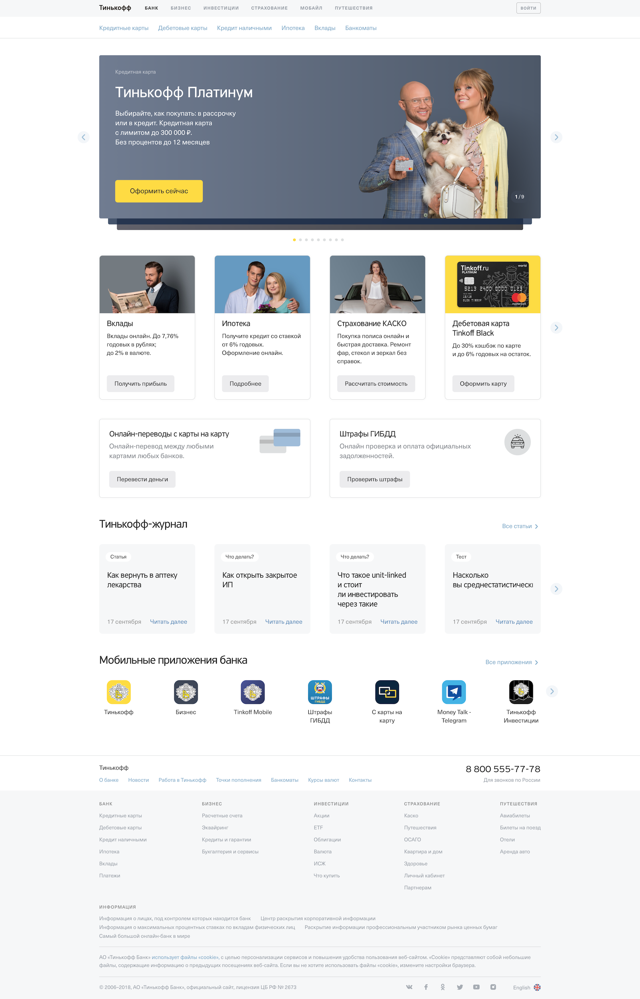 Тинькофф БАНК БИЗНЕС ИНВЕСТИЦИИ СТРАХОВАНИЕ МОБАЙЛ ПУТЕШЕСТВИЯ ВОЙТИ
Кредитные карты Дебетовые карты Кредит наличными Ипотека Вклады Банкоматы
Кредитная карта
Тинькофф Платинум
Выбирайте, как покупать: в рассрочку
или в кредит. Кредитная карта
с лимитом до 300 000 ₽.
Без процентов до 12 месяцев
Оформить сейчас
1/9
Вклады
Вклады онлайн. До 7,76%
годовых в рублях;
до 2% в валюте.
Получить прибыль
Ипотека
Получите кредит со ставкой
от 6% годовых.
Оформление онлайн.
Подробнее
Страхование КАСКО
Покупка полиса онлайн и
быстрая доставка. Ремонт
фар, стекол и зеркал без
справок.
Рассчитать стоимость
Tinkoff.ru world
PLATINUM
5213 2400 0000 0123
12/18
OLEG TINKOV
mastercard
Дебетовая карта
Tinkoff Black
До 30% кэшбэк по карте
и до 6% годовых на остаток.
Оформить карту
Онлайн-переводы с карты на карту
Онлайн-перевод между любыми
картами любых банков.
Перевести деньги
Штрафы ГИБДД
Онлайн проверка и оплата официальных
задолженностей.
Проверить штрафы
Тинькофф-журнал
Все статьи
Статья
Как вернуть в аптеку
лекарства
17 сентября Читать далее
Что делать?
Как открыть закрытое
ИП
17 сентября Читать далее
Что делать?
Что такое unit-linked
и стоит
ли инвестировать
через такие
17 сентября Читать далее
Тест
Насколько
вы среднестатистически
17 сентября Читать далее
Мобильные приложения банка
Все приложения
Тинькофф
Бизнес
Tinkoff Mobile
ШТРАФЫ
ГИБДД
Штрафы
ГИБДД
С карты на
карту
Money Talk -
Telegram
Тинькофф
Инвестиции
Тинькофф
8 800 555-77-78
О банке Новости Работа в Тинькофф Точки пополнения Банкоматы Курсы валют Контакты
Для звонков по России
БАНК
Кредитные карты
Дебетовые карты
Кредит наличными
Ипотека
Вклады
Платежи
БИЗНЕС
Расчетные счета
Эквайринг
Кредиты и гарантии
Бухгалтерия и сервисы
ИНВЕСТИЦИИ
Акции
ETF
Облигации
Валюта
ИСЖ
Что купить
СТРАХОВАНИЕ
Каско
Путешествия
ОСАГО
Квартира и дом
Здоровье
Личный кабинет
Партнерам
ПУТЕШЕСТВИЯ
Авиабилеты
Билеты на поезд
Отели
Аренда авто
ИНФОРМАЦИЯ
Информация о лицах, под контролем которых находится банк Центр раскрытия корпоративной информации
Информация о максимальных процентных ставках по вкладам физических лиц Раскрытие информации профессиональным участником рынка ценных бумаг
Самый большой онлайн-банк в мире
АО «Тинькофф Банк» использует файлы «cookie», с целью персонализации сервисов и повышения удобства пользования веб-сайтом. «Cookie» представляют собой небольшие
файлы, содержащие информацию о предыдущих посещениях веб-сайта. Если вы не хотите использовать файлы «cookie», измените настройки браузера.
© 2006–2018, АО «Тинькофф Банк», официальный сайт, лицензия ЦБ РФ № 2673
English